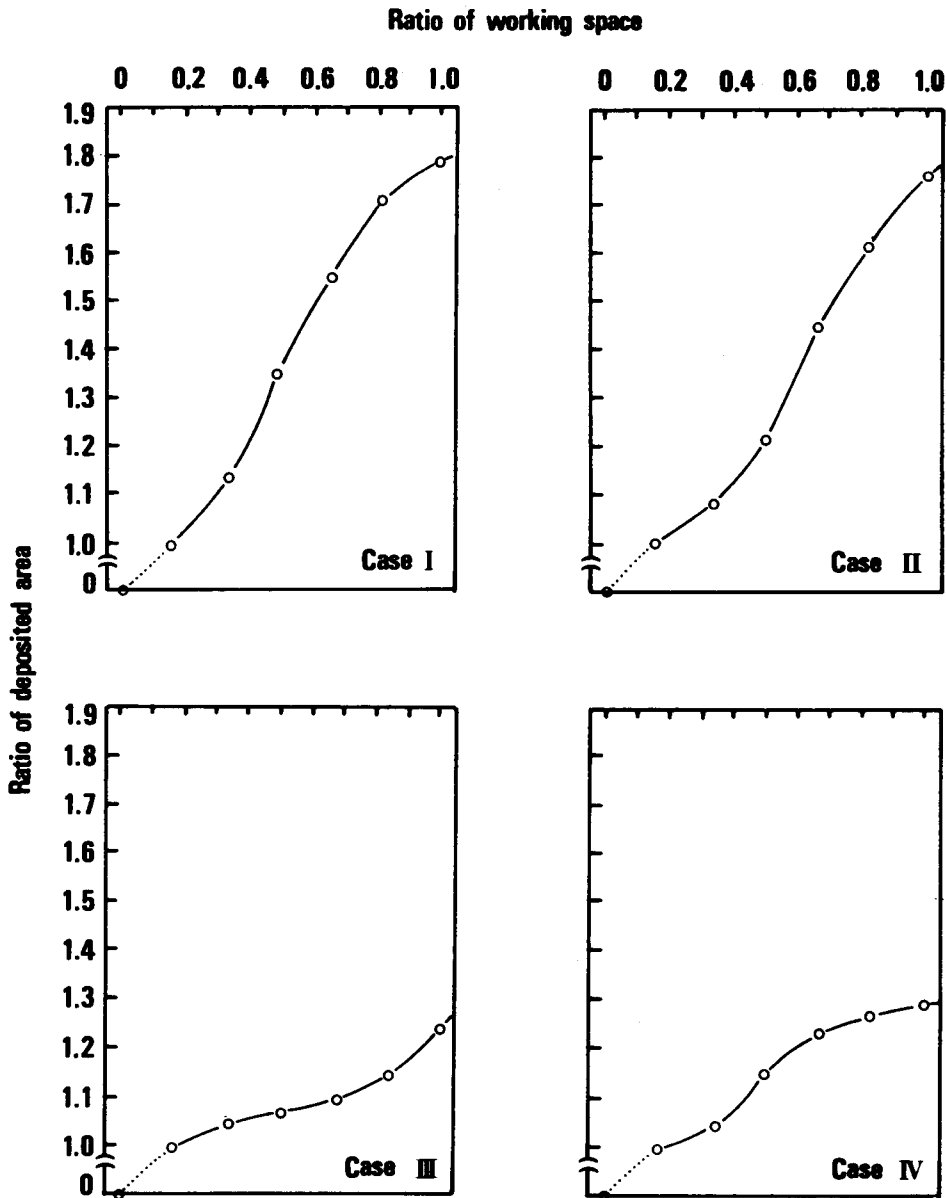 Ratio of working space
0 0.2 0.4 0.6 0.8 1.0
0 0.2 0.4 0.6 0.8 1.0
Ratio of deposited area
1.9
1.8
1.7
1.6
1.5
1.4
1.3
1.2
1.1
1.0
0
Case I
Case II
1.9
1.8
1.7
1.6
1.5
1.4
1.3
1.2
1.1
1.0
0
Case III
Case IV